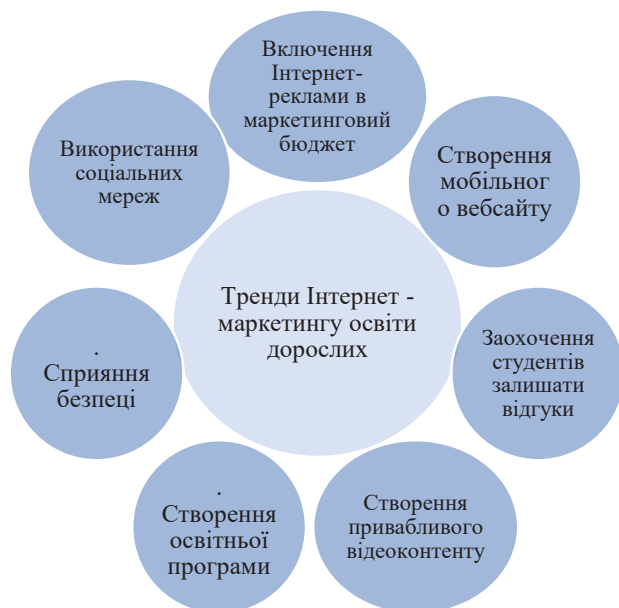 Включення
Інтернет-
реклами в
маркетинговий
бюджет
Створення
мобільног
о вебсайту
Заохочення
студентів
залишати
відгуки
Створення
привабливого
відеоконтенту
.
Створення
освітньої
програми
.
Сприяння
безпеці
Використання
соціальних
мереж
Тренди Інтернет -
маркетингу освіти
дорослих